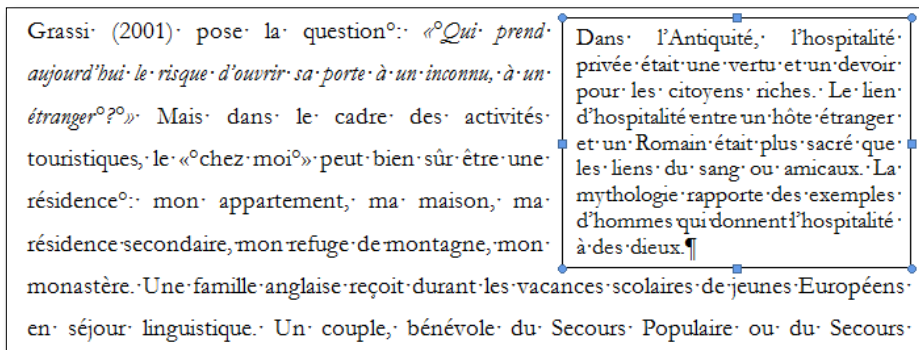 Grassi (2001) pose la question : « Qui prend
aujourd'hui le risque d'ouvrir sa porte à un inconnu, à un
étranger ? » Mais dans le cadre des activités
touristiques, le « chez moi » peut bien sûr être une
résidence : mon appartement, ma maison, ma
résidence secondaire, mon refuge de montagne, mon
monastère. Une famille anglaise reçoit durant les vacances scolaires de jeunes Européens
en séjour linguistique. Un couple, bénévole du Secours Populaire ou du Secours
Dans l'Antiquité, l'hospitalité
privée était une vertu et un devoir
pour les citoyens riches. Le lien
d'hospitalité entre un hôte étranger
et un Romain était plus sacré que
les liens du sang ou amicaux. La
mythologie rapporte des exemples
d'hommes qui donnent l'hospitalité
à des dieux.¶